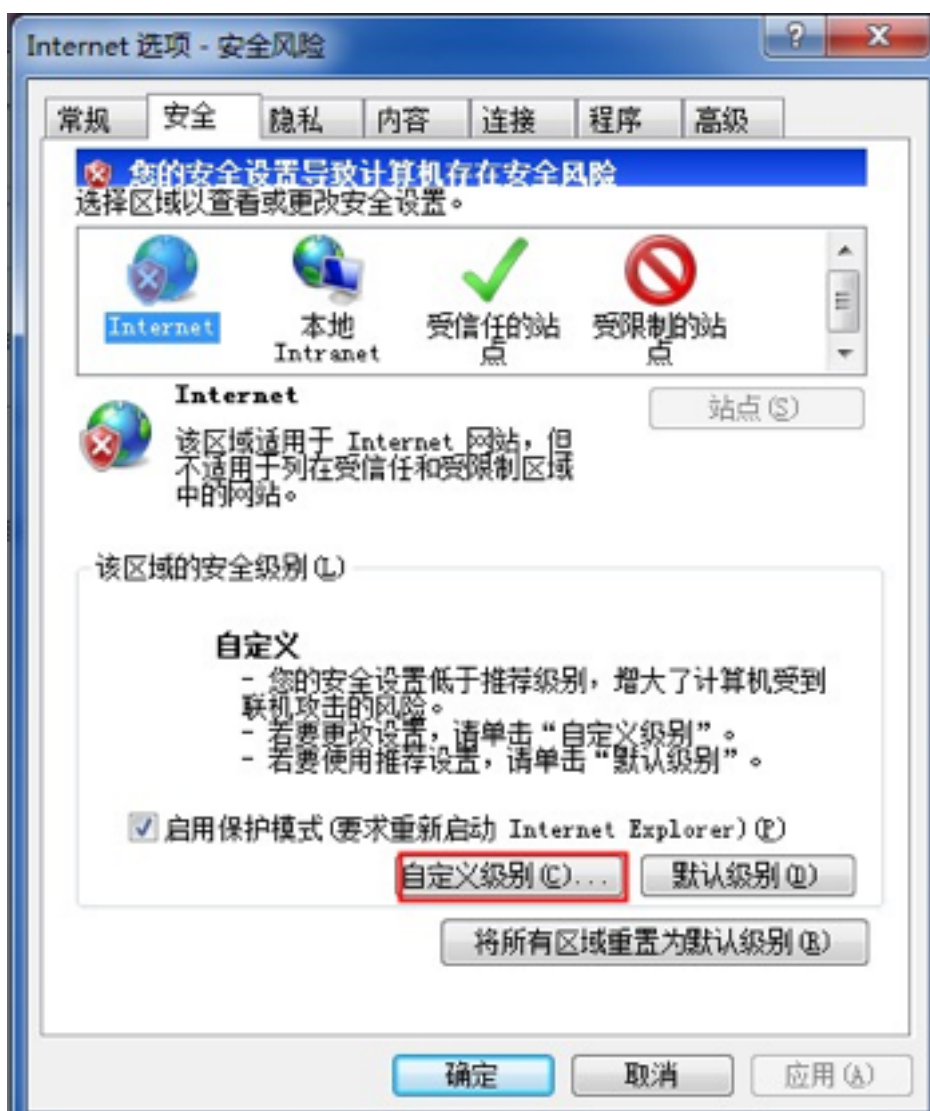 Internet 选项 - 安全风险
常规 安全 隐私 内容 连接 程序 高级
您的安全设置导致计算机存在安全风险
选择区域以查看或更改安全设置。
Internet 本地 受信任的站 受限制的站
Intranet 点 点
Internet
站点(S)
该区域适用于 Internet 网站，但
不适用于列在受信任和受限制区域
中的网站。
该区域的安全级别(L)
自定义
- 您的安全设置低于推荐级别，增大了计算机受到
联机攻击的风险。
- 若要更改设置，请单击“自定义级别”。
- 若要使用推荐设置，请单击“默认级别”。
启用保护模式(要求重新启动 Internet Explorer)(P)
自定义级别(C)... 默认级别(D)
将所有区域重置为默认级别(R)
确定 取消 应用(A)